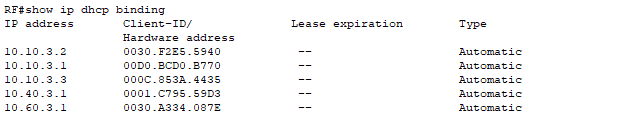 RF#show ip dhcp binding
IP address Client-ID/ Lease expiration Type
Hardware address
10.10.3.2 0030.F2E5.5940 -- Automatic
10.10.3.1 00D0.BCD0.B770 -- Automatic
10.10.3.3 000C.853A.4435 -- Automatic
10.40.3.1 0001.C795.59D3 -- Automatic
10.60.3.1 0030.A334.087E -- Automatic